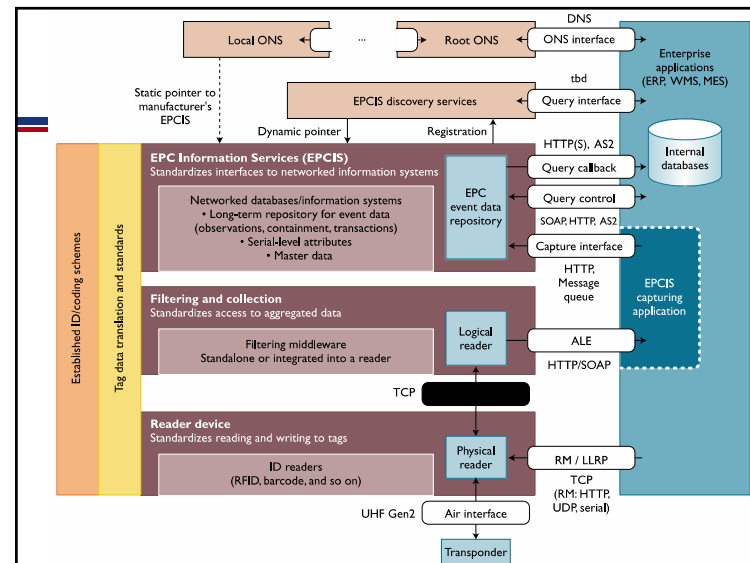 DNS
Local ONS
...
Root ONS
ONS interface
Enterprise
applications
(ERP, WMS, MES)
Static pointer to
manufacturer's
EPCIS
tbd
EPCIS discovery services
Query interface
Dynamic pointer
Registration
HTTP(S), AS2
EPC Information Services (EPCIS)
Standardizes interfaces to networked information systems
Internal
databases
Query callback
Networked databases/information systems
• Long-term repository for event data
(observations, containment, transactions)
• Serial-level attributes
• Master data
EPC
event data
repository
Query control
SOAP, HTTP, AS2
Capture interface
HTTP,
Message
queue
EPCIS
capturing
application
Established ID/coding schemes
Tag data translation and standards
Filtering and collection
Standardizes access to aggregated data
Filtering middleware
Standalone or integrated into a reader
Logical
reader
ALE
HTTP/SOAP
TCP
Reader device
Standardizes reading and writing to tags
ID readers
(RFID, barcode, and so on)
Physical
reader
RM / LLRP
TCP
(RM: HTTP,
UDP, serial)
UHF Gen2
Air interface
Transponder